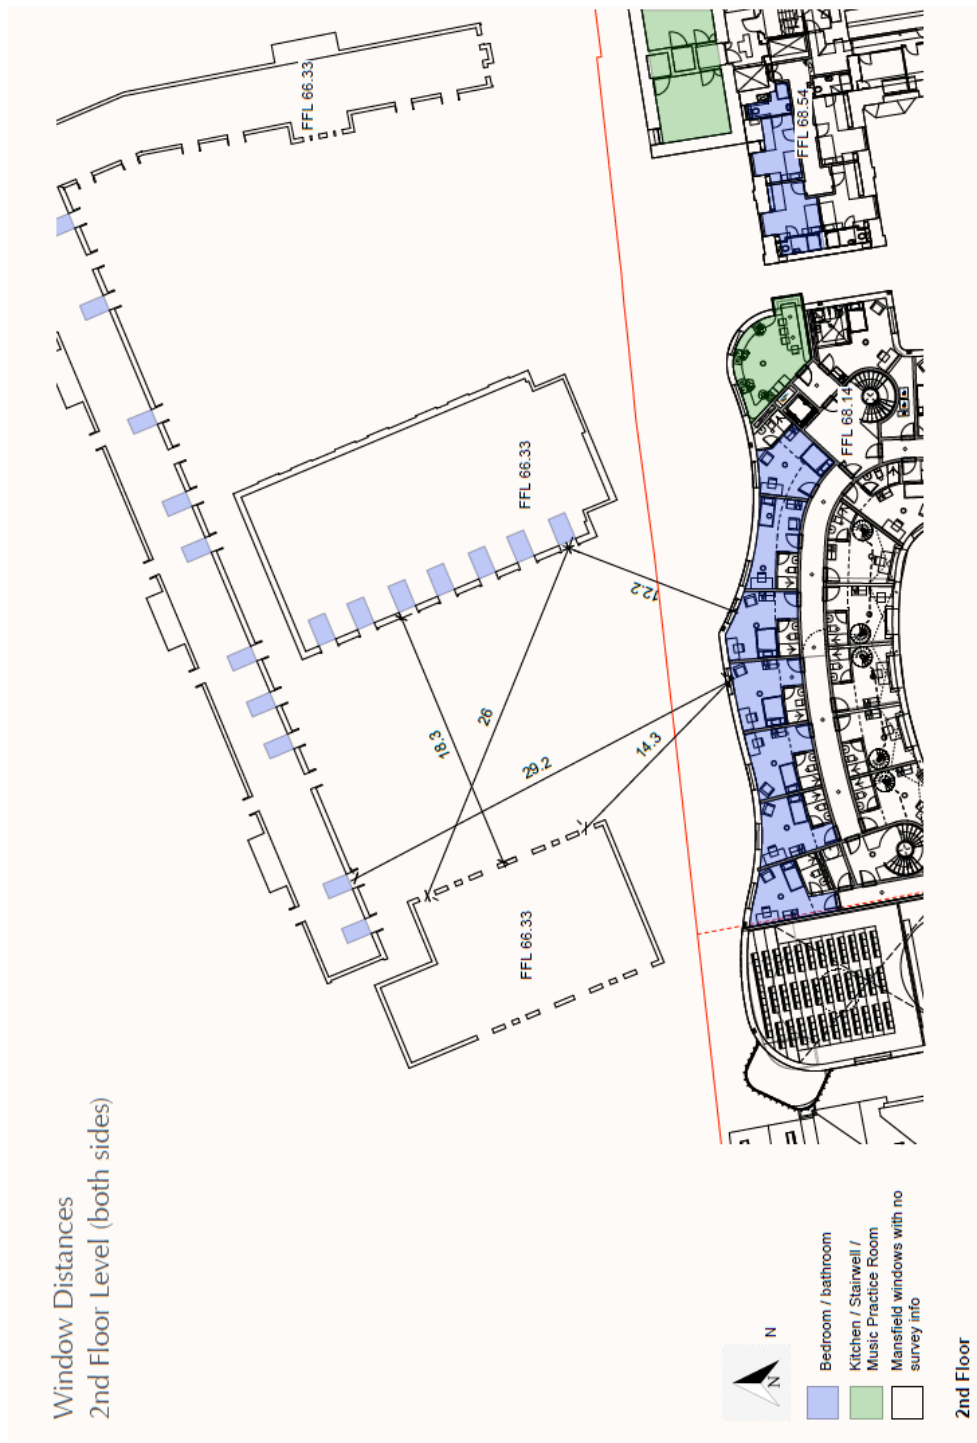 Window Distances
2nd Floor Level (both sides)
FFL 66.33
FFL 66.33
FFL 66.33
FFL 68.54
FFL 68.14
18.3
26
29.2
14.3
12.2
N
N
Bedroom / bathroom
Kitchen / Stairwell /
Music Practice Room
Mansfield windows with no
survey info
2nd Floor